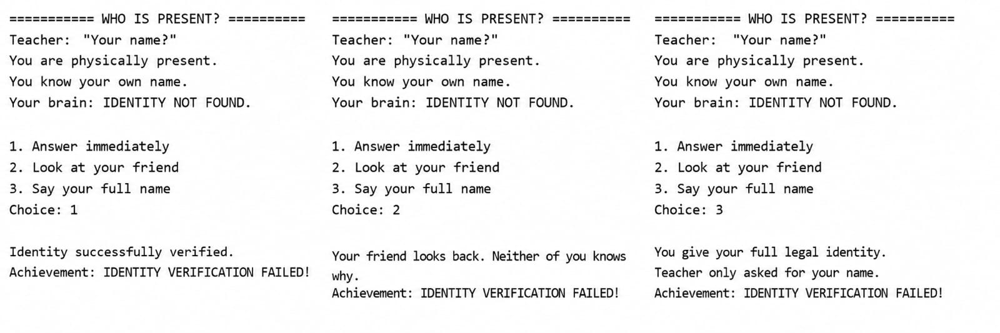 =========== WHO IS PRESENT? ==========
Teacher: "Your name?"
You are physically present.
You know your own name.
Your brain: IDENTITY NOT FOUND.
1. Answer immediately
2. Look at your friend
3. Say your full name
Choice: 1
Identity successfully verified.
Achievement: IDENTITY VERIFICATION FAILED!
=========== WHO IS PRESENT? ==========
Teacher: "Your name?"
You are physically present.
You know your own name.
Your brain: IDENTITY NOT FOUND.
1. Answer immediately
2. Look at your friend
3. Say your full name
Choice: 2
Your friend looks back. Neither of you knows
why.
Achievement: IDENTITY VERIFICATION FAILED!
=========== WHO IS PRESENT? ==========
Teacher: "Your name?"
You are physically present.
You know your own name.
Your brain: IDENTITY NOT FOUND.
1. Answer immediately
2. Look at your friend
3. Say your full name
Choice: 3
You give your full legal identity.
Teacher only asked for your name.
Achievement: IDENTITY VERIFICATION FAILED!